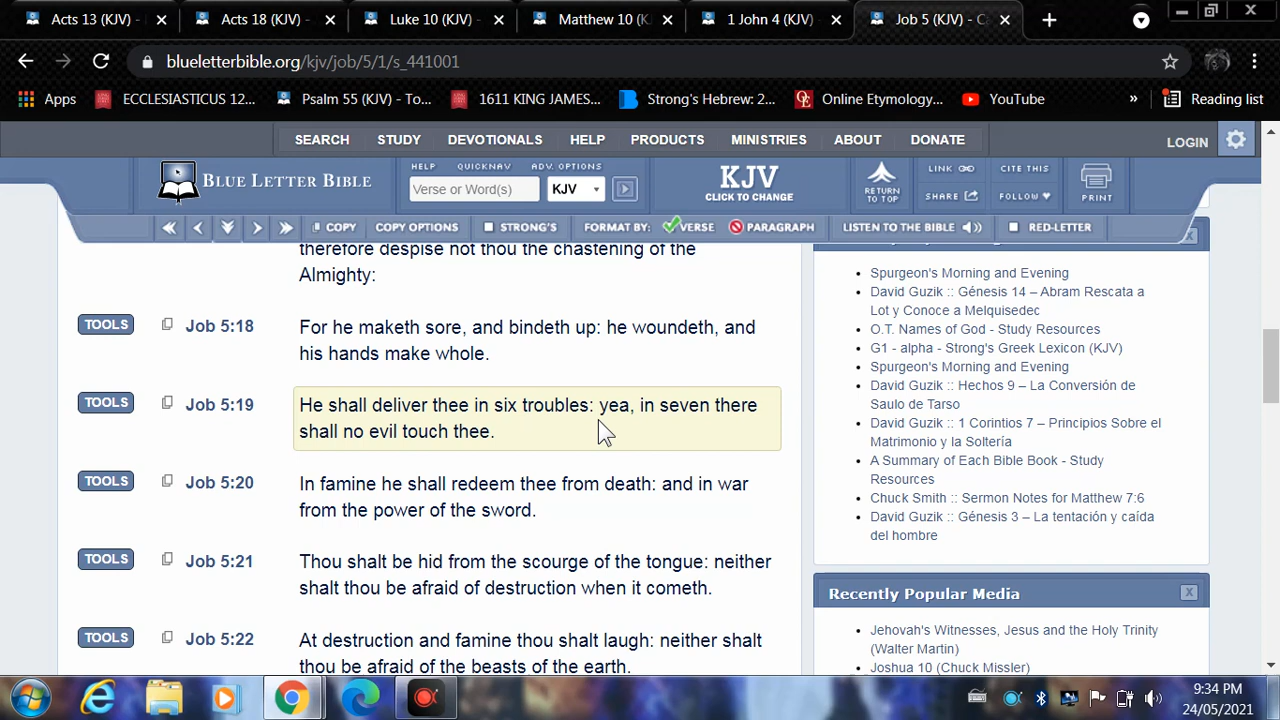 Acts 13 (KJV) -
Acts 18 (KJV) -
Luke 10 (KJV) -
Matthew 10 (K
1 John 4 (KJV)
Job 5 (KJV) - C
blueletterbible.org/kjv/job/5/1/s_441001
Apps
ECCLESIASTICUS 12...
Psalm 55 (KJV) - To...
1611 KING JAMES...
Strong's Hebrew: 2...
Online Etymology...
YouTube
»
Reading list
SEARCH STUDY DEVOTIONALS HELP PRODUCTS MINISTRIES ABOUT DONATE
LOGIN
BLUE LETTER BIBLE
HELP QUICKNAV ADV. OPTIONS
Verse or Word(s)
KJV
KJV
CLICK TO CHANGE
RETURN
TO TOP
LINK
CITE THIS
SHARE
FOLLOW
PRINT
COPY COPY OPTIONS STRONG'S FORMAT BY: VERSE PARAGRAPH LISTEN TO THE BIBLE RED-LETTER
therefore despise not thou the chastening of the
Almighty:
TOOLS Job 5:18 For he maketh sore, and bindeth up: he woundeth, and
his hands make whole.
TOOLS Job 5:19 He shall deliver thee in six troubles: yea, in seven there
shall no evil touch thee.
TOOLS Job 5:20 In famine he shall redeem thee from death: and in war
from the power of the sword.
TOOLS Job 5:21 Thou shalt be hid from the scourge of the tongue: neither
shalt thou be afraid of destruction when it cometh.
TOOLS Job 5:22 At destruction and famine thou shalt laugh: neither shalt
thou be afraid of the beasts of the earth.
Spurgeon's Morning and Evening
David Guzik :: Génesis 14 – Abram Rescata a
Lot y Conoce a Melquisedec
O.T. Names of God - Study Resources
G1 - alpha - Strong's Greek Lexicon (KJV)
Spurgeon's Morning and Evening
David Guzik :: Hechos 9 – La Conversión de
Saulo de Tarso
David Guzik :: 1 Corintios 7 – Principios Sobre el
Matrimonio y la Soltería
A Summary of Each Bible Book - Study
Resources
Chuck Smith :: Sermon Notes for Matthew 7:6
David Guzik :: Génesis 3 – La tentación y caída
del hombre
Recently Popular Media
Jehovah's Witnesses, Jesus and the Holy Trinity
(Walter Martin)
Joshua 10 (Chuck Missler)
9:34 PM
24/05/2021